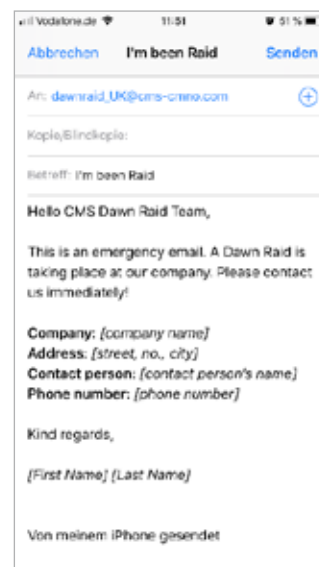 Vodafone.de 11:51 51 %
Abbrechen I'm been Raid Senden
An: dawnraid_UK@cms-cmno.com
Kopie/Blindkopie:
Betreff: I'm been Raid
Hello CMS Dawn Raid Team,
This is an emergency email. A Dawn Raid is
taking place at our company. Please contact
us immediately!
Company: [company name]
Address: [street, no., city]
Contact person: [contact person's name]
Phone number: [phone number]
Kind regards,
[First Name] [Last Name]
Von meinem iPhone gesendet